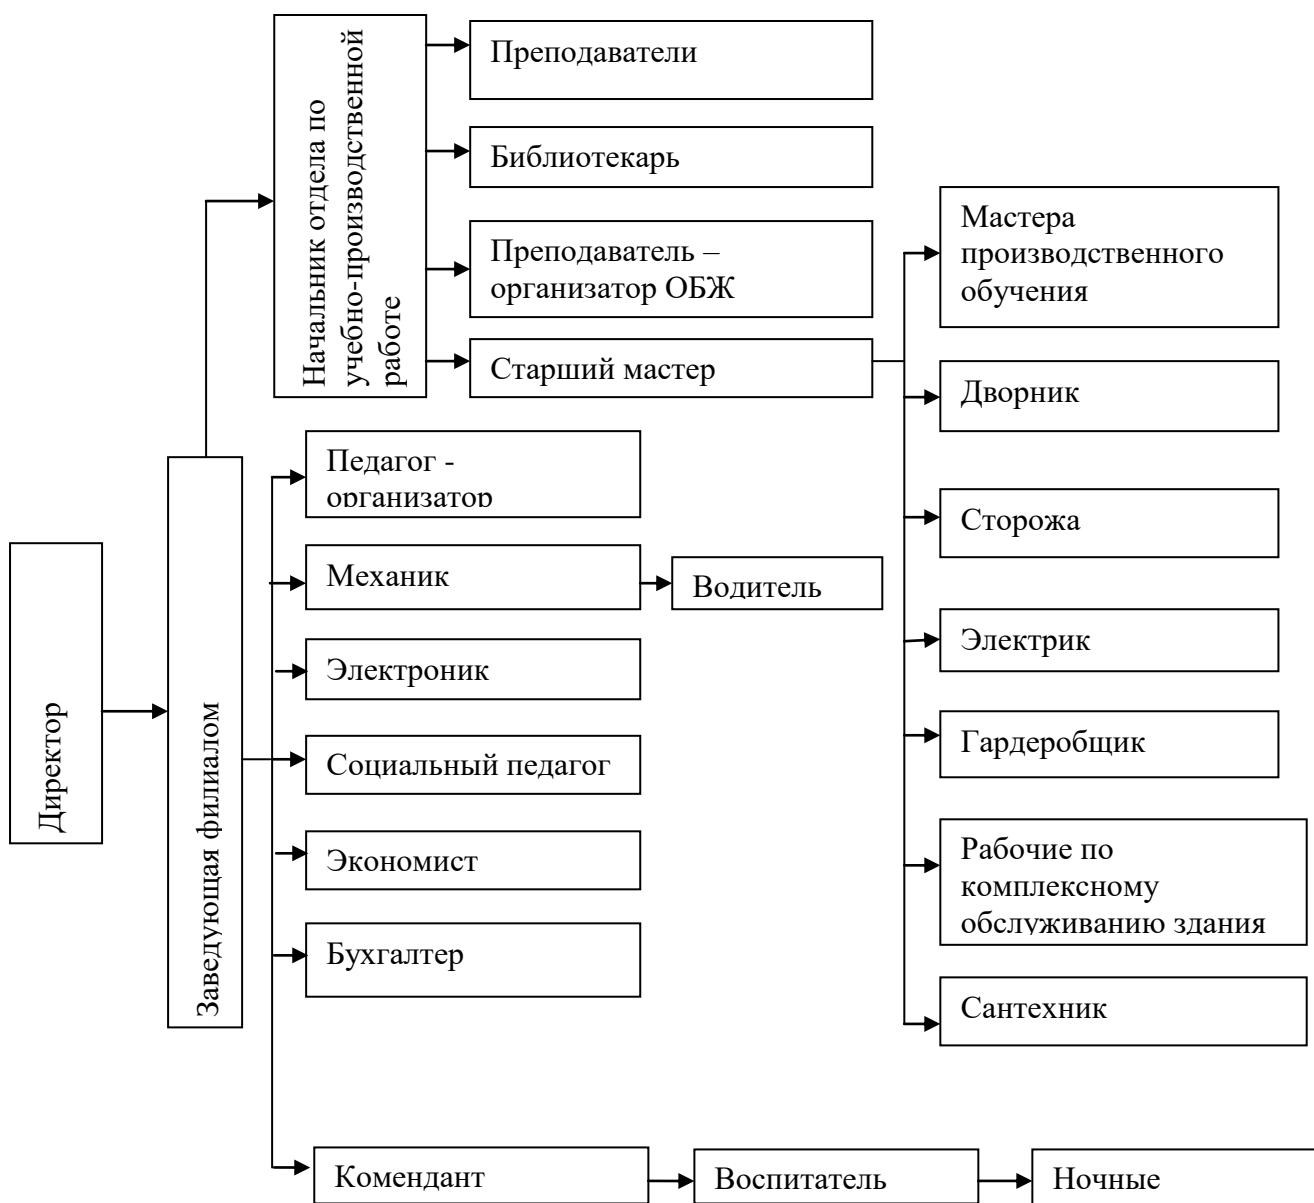 Директор
Заведующая филиалом
Начальник отдела по
учебно-производственной
работе
Преподаватели
Библиотекарь
Преподаватель –
организатор ОБЖ
Старший мастер
Мастера
производственного
обучения
Дворник
Сторожа
Электрик
Гардеробщик
Рабочие по
комплексному
обслуживанию здания
Сантехник
Педагог -
организатор
Механик
Водитель
Электроник
Социальный педагог
Экономист
Бухгалтер
Комендант
Воспитатель
Ночные